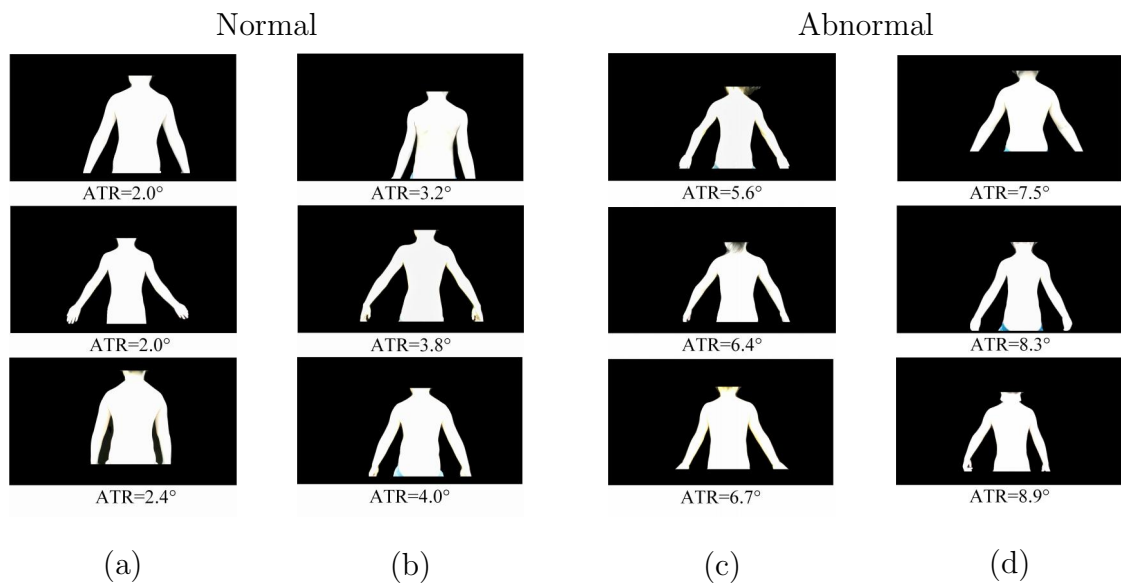 Normal
Abnormal
ATR=2.0°
ATR=3.2°
ATR=5.6°
ATR=7.5°
ATR=2.0°
ATR=3.8°
ATR=6.4°
ATR=8.3°
ATR=2.4°
ATR=4.0°
ATR=6.7°
ATR=8.9°
(a)
(b)
(c)
(d)